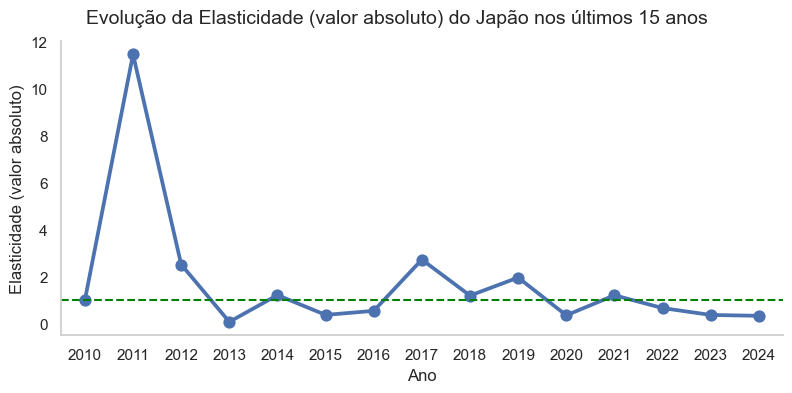 Evolução da Elasticidade (valor absoluto) do Japão nos últimos 15 anos
Elasticidade (valor absoluto)
12
10
8
6
4
2
0
2010 2011 2012 2013 2014 2015 2016 2017 2018 2019 2020 2021 2022 2023 2024
Ano